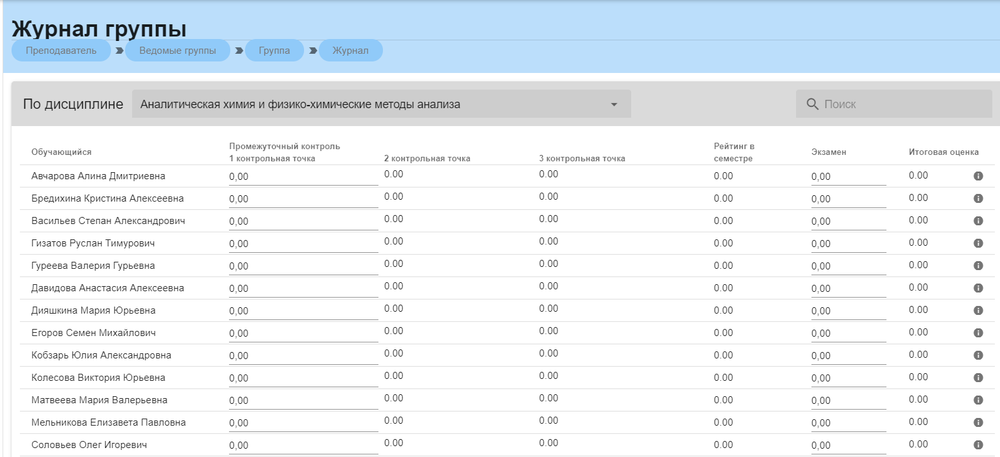 Журнал группы
Преподаватель Ведомые группы Группа Журнал
По дисциплине Аналитическая химия и физико-химические методы анализа Поиск
Обучающийся Промежуточный контроль 1 контрольная точка 2 контрольная точка 3 контрольная точка Рейтинг в семестре Экзамен Итоговая оценка
Авчарова Алина Дмитриевна 0,00 0.00 0.00 0.00 0,00 0.00
Бредихина Кристина Алексеевна 0,00 0.00 0.00 0.00 0,00 0.00
Васильев Степан Александрович 0,00 0.00 0.00 0.00 0,00 0.00
Гизатов Руслан Тимурович 0,00 0.00 0.00 0.00 0,00 0.00
Гуреева Валерия Гурьевна 0,00 0.00 0.00 0.00 0,00 0.00
Давидова Анастасия Алексеевна 0,00 0.00 0.00 0.00 0,00 0.00
Дияшкина Мария Юрьевна 0,00 0.00 0.00 0.00 0,00 0.00
Егоров Семен Михайлович 0,00 0.00 0.00 0.00 0,00 0.00
Кобзарь Юлия Александровна 0,00 0.00 0.00 0.00 0,00 0.00
Колесова Виктория Юрьевна 0,00 0.00 0.00 0.00 0,00 0.00
Матвеева Мария Валерьевна 0,00 0.00 0.00 0.00 0,00 0.00
Мельникова Елизавета Павловна 0,00 0.00 0.00 0.00 0,00 0.00
Соловьев Олег Игоревич 0,00 0.00 0.00 0.00 0,00 0.00